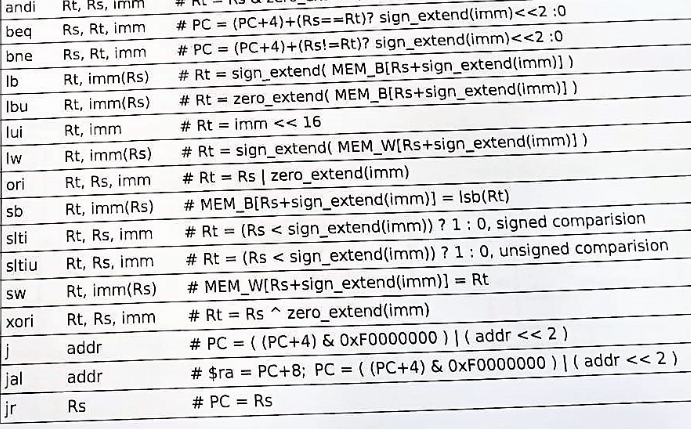 andi Rt, Rs, imm # Rt = Rs & zero_extend(imm)
beq Rs, Rt, imm # PC = (PC+4)+(Rs==Rt)? sign_extend(imm)<<2 :0
bne Rs, Rt, imm # PC = (PC+4)+(Rs!=Rt)? sign_extend(imm)<<2 :0
lb Rt, imm(Rs) # Rt = sign_extend( MEM_B[Rs+sign_extend(imm)] )
lbu Rt, imm(Rs) # Rt = zero_extend( MEM_B[Rs+sign_extend(imm)] )
lui Rt, imm # Rt = imm << 16
lw Rt, imm(Rs) # Rt = sign_extend( MEM_W[Rs+sign_extend(imm)] )
ori Rt, Rs, imm # Rt = Rs | zero_extend(imm)
sb Rt, imm(Rs) # MEM_B[Rs+sign_extend(imm)] = lsb(Rt)
slti Rt, Rs, imm # Rt = (Rs < sign_extend(imm)) ? 1 : 0, signed comparision
sltiu Rt, Rs, imm # Rt = (Rs < sign_extend(imm)) ? 1 : 0, unsigned comparision
sw Rt, imm(Rs) # MEM_W[Rs+sign_extend(imm)] = Rt
xori Rt, Rs, imm # Rt = Rs ^ zero_extend(imm)
j addr # PC = ( (PC+4) & 0xF0000000 ) | ( addr << 2 )
jal addr # $ra = PC+8; PC = ( (PC+4) & 0xF0000000 ) | ( addr << 2 )
jr Rs # PC = Rs